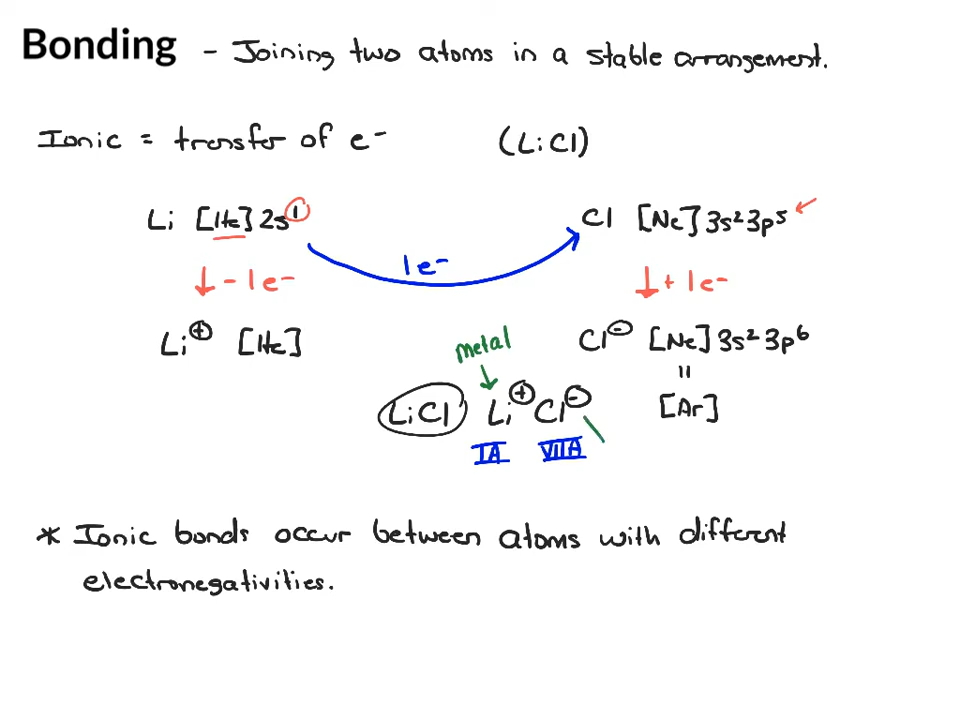 Bonding - Joining two atoms in a stable arrangement.
Ionic = transfer of e⁻ (LiCl)
Li [He] 2s¹ Cl [Ne] 3s² 3p⁵
1e⁻
↓ - 1e⁻ ↓ + 1e⁻
Li⊕ [He] Cl⊖ [Ne] 3s² 3p⁶
metal
"
LiCl Li⊕ Cl⊖ [Ar]
IA VIIA
* Ionic bonds occur between atoms with different
electronegativities.